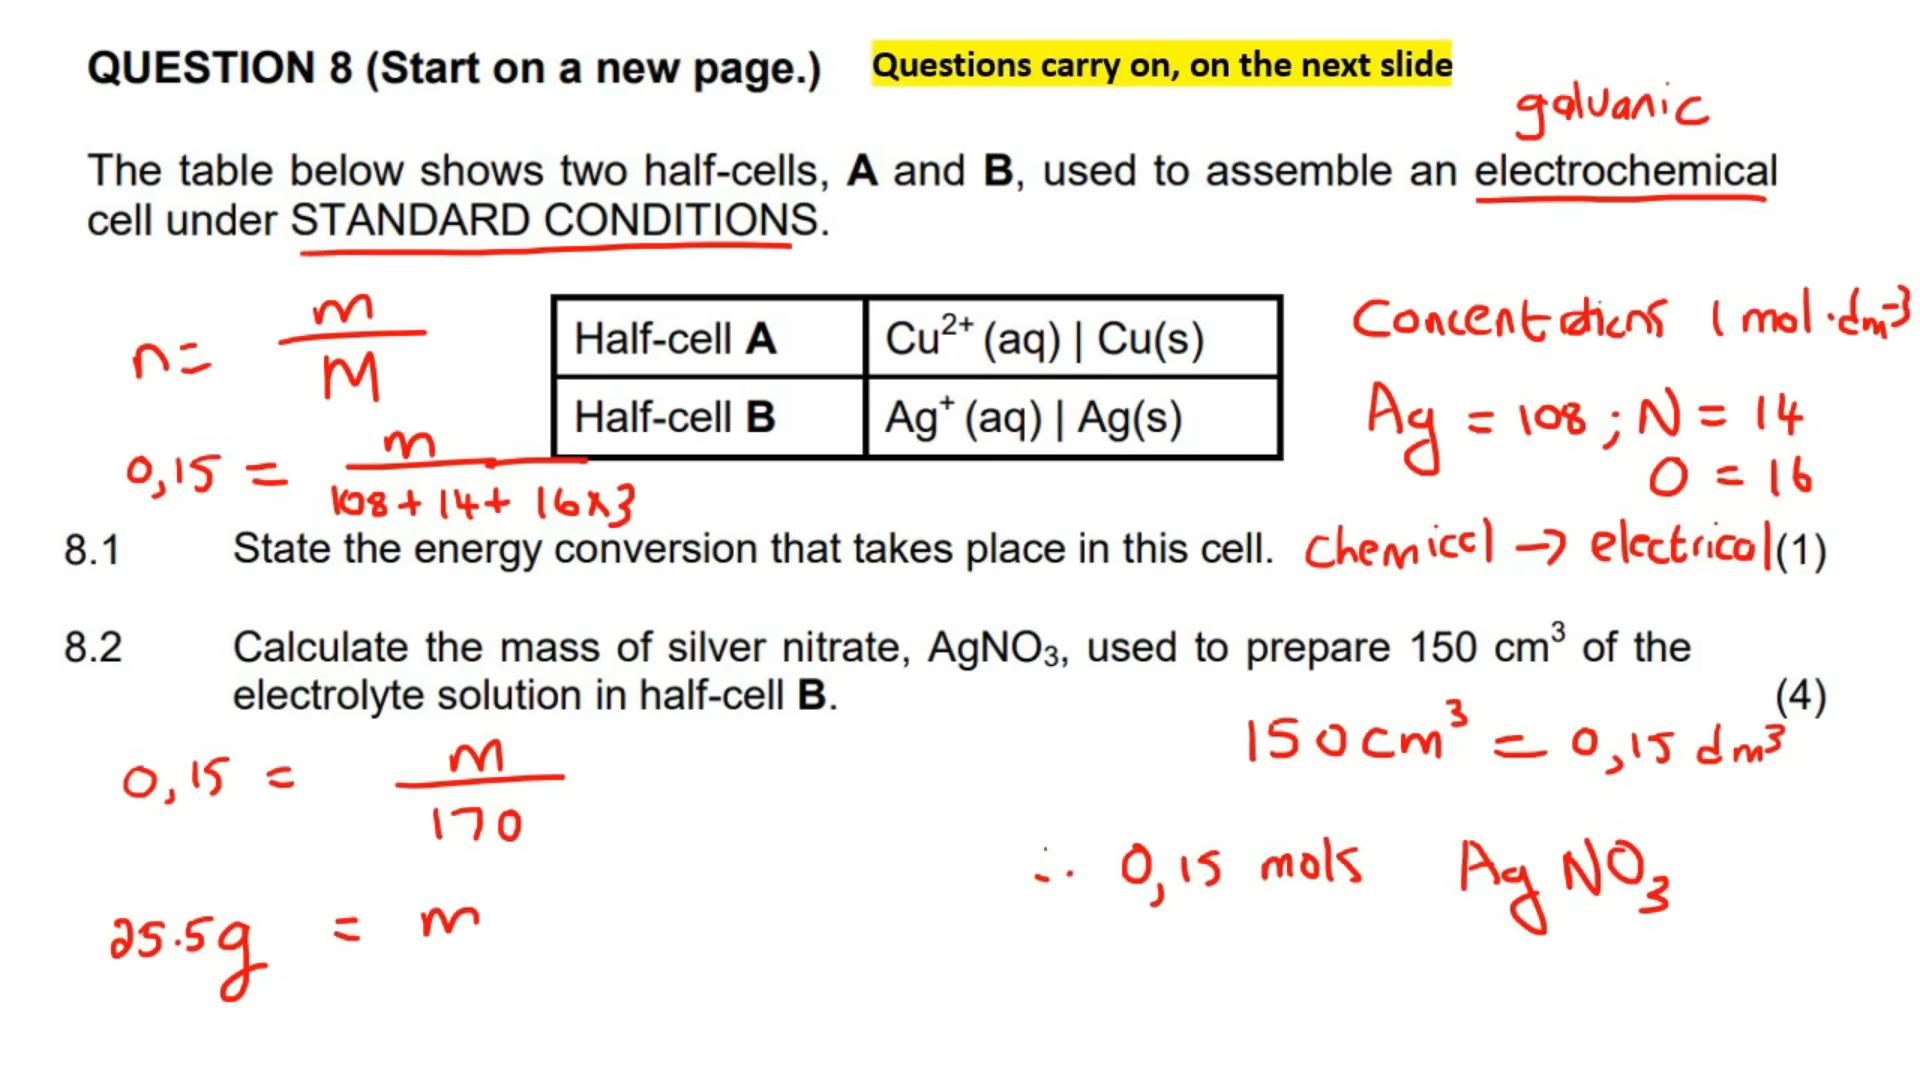 QUESTION 8 (Start on a new page.)
Questions carry on, on the next slide
galvanic
The table below shows two half-cells, A and B, used to assemble an electrochemical
cell under STANDARD CONDITIONS.
n = m / M
Half-cell A | Cu²⁺ (aq) | Cu(s)
Half-cell B | Ag⁺ (aq) | Ag(s)
Concentrations 1 mol·dm⁻³
Ag = 108 ; N = 14
O = 16
0,15 = m / 108 + 14 + 16 x 3
8.1 State the energy conversion that takes place in this cell. chemical → electrical (1)
8.2 Calculate the mass of silver nitrate, AgNO₃, used to prepare 150 cm³ of the
electrolyte solution in half-cell B. (4)
150 cm³ = 0,15 dm³
0,15 = m / 170
∴ 0,15 mols AgNO₃
25.5g = m